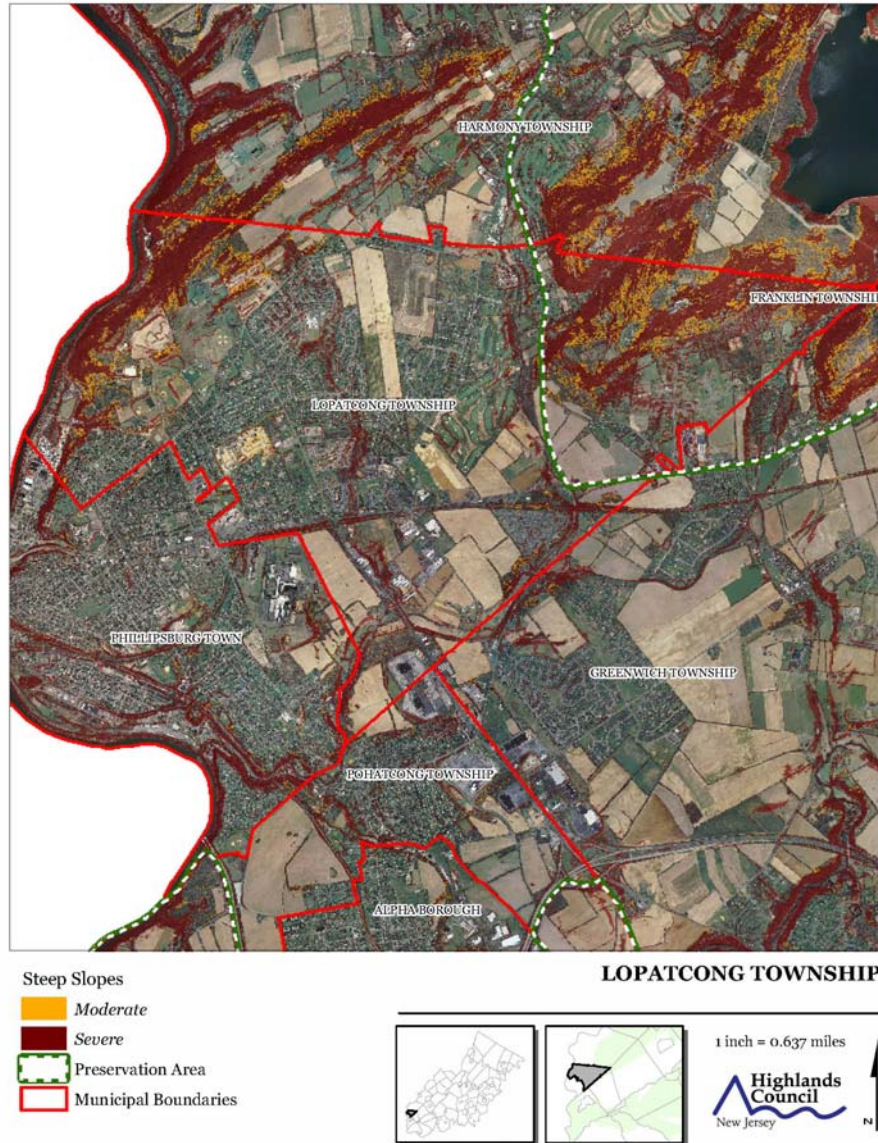 HARMONY TOWNSHIP
FRANKLIN TOWNSHIP
LOPATCONG TOWNSHIP
PHILLIPSBURG TOWN
GREENWICH TOWNSHIP
POHATCONG TOWNSHIP
ALPHA BOROUGH
LOPATCONG TOWNSHIP
Steep Slopes
Moderate
Severe
Preservation Area
Municipal Boundaries
1 inch = 0.637 miles
Highlands
Council
New Jersey
N